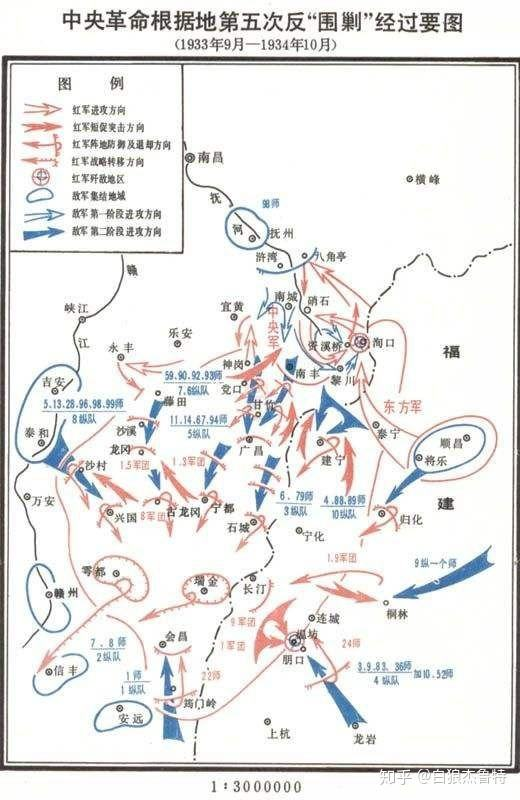 中央革命根据地第五次反“围剿”经过要图
(1933年9月—1934年10月)
图 例
红军进攻方向
红军短促突击方向
红军阵地防御及退却方向
红军战略转移方向
红军歼敌地区
敌军集结地域
敌军第一阶段进攻方向
敌军第二阶段进攻方向
南昌
横峰
抚
河
98师
抚州
浒湾
八角亭
赣
江
峡江
宜黄
南城
硝石
中央军
乐安
永丰
洵口
福
神岗
党口
南丰
黎川
吉安
59.90.92.93师
7.6纵队
藤田
甘竹
东方军
5.13.28.96.98.99师
8纵队
11.14.67.94师
5纵队
泰和
沙溪
龙冈
广昌
泰宁
顺昌
将乐
建宁
沙村
1.5军团
1.3军团
建
6.79师
3纵队
4.88.89师
10纵队
万安
兴国
8军团
古龙冈
宁都
石城
归化
宁化
雩都
瑞金
1.9军团
9纵一个师
长汀
桐林
赣州
9军团
连城
1军团
温坊
朋口
24师
会昌
7.8师
2纵队
信丰
1师
1纵队
22师
3.9.83.36师
4纵队
加10.52师
筠门岭
安远
上杭
龙岩
1:3000000
知乎 @白狼杰鲁特